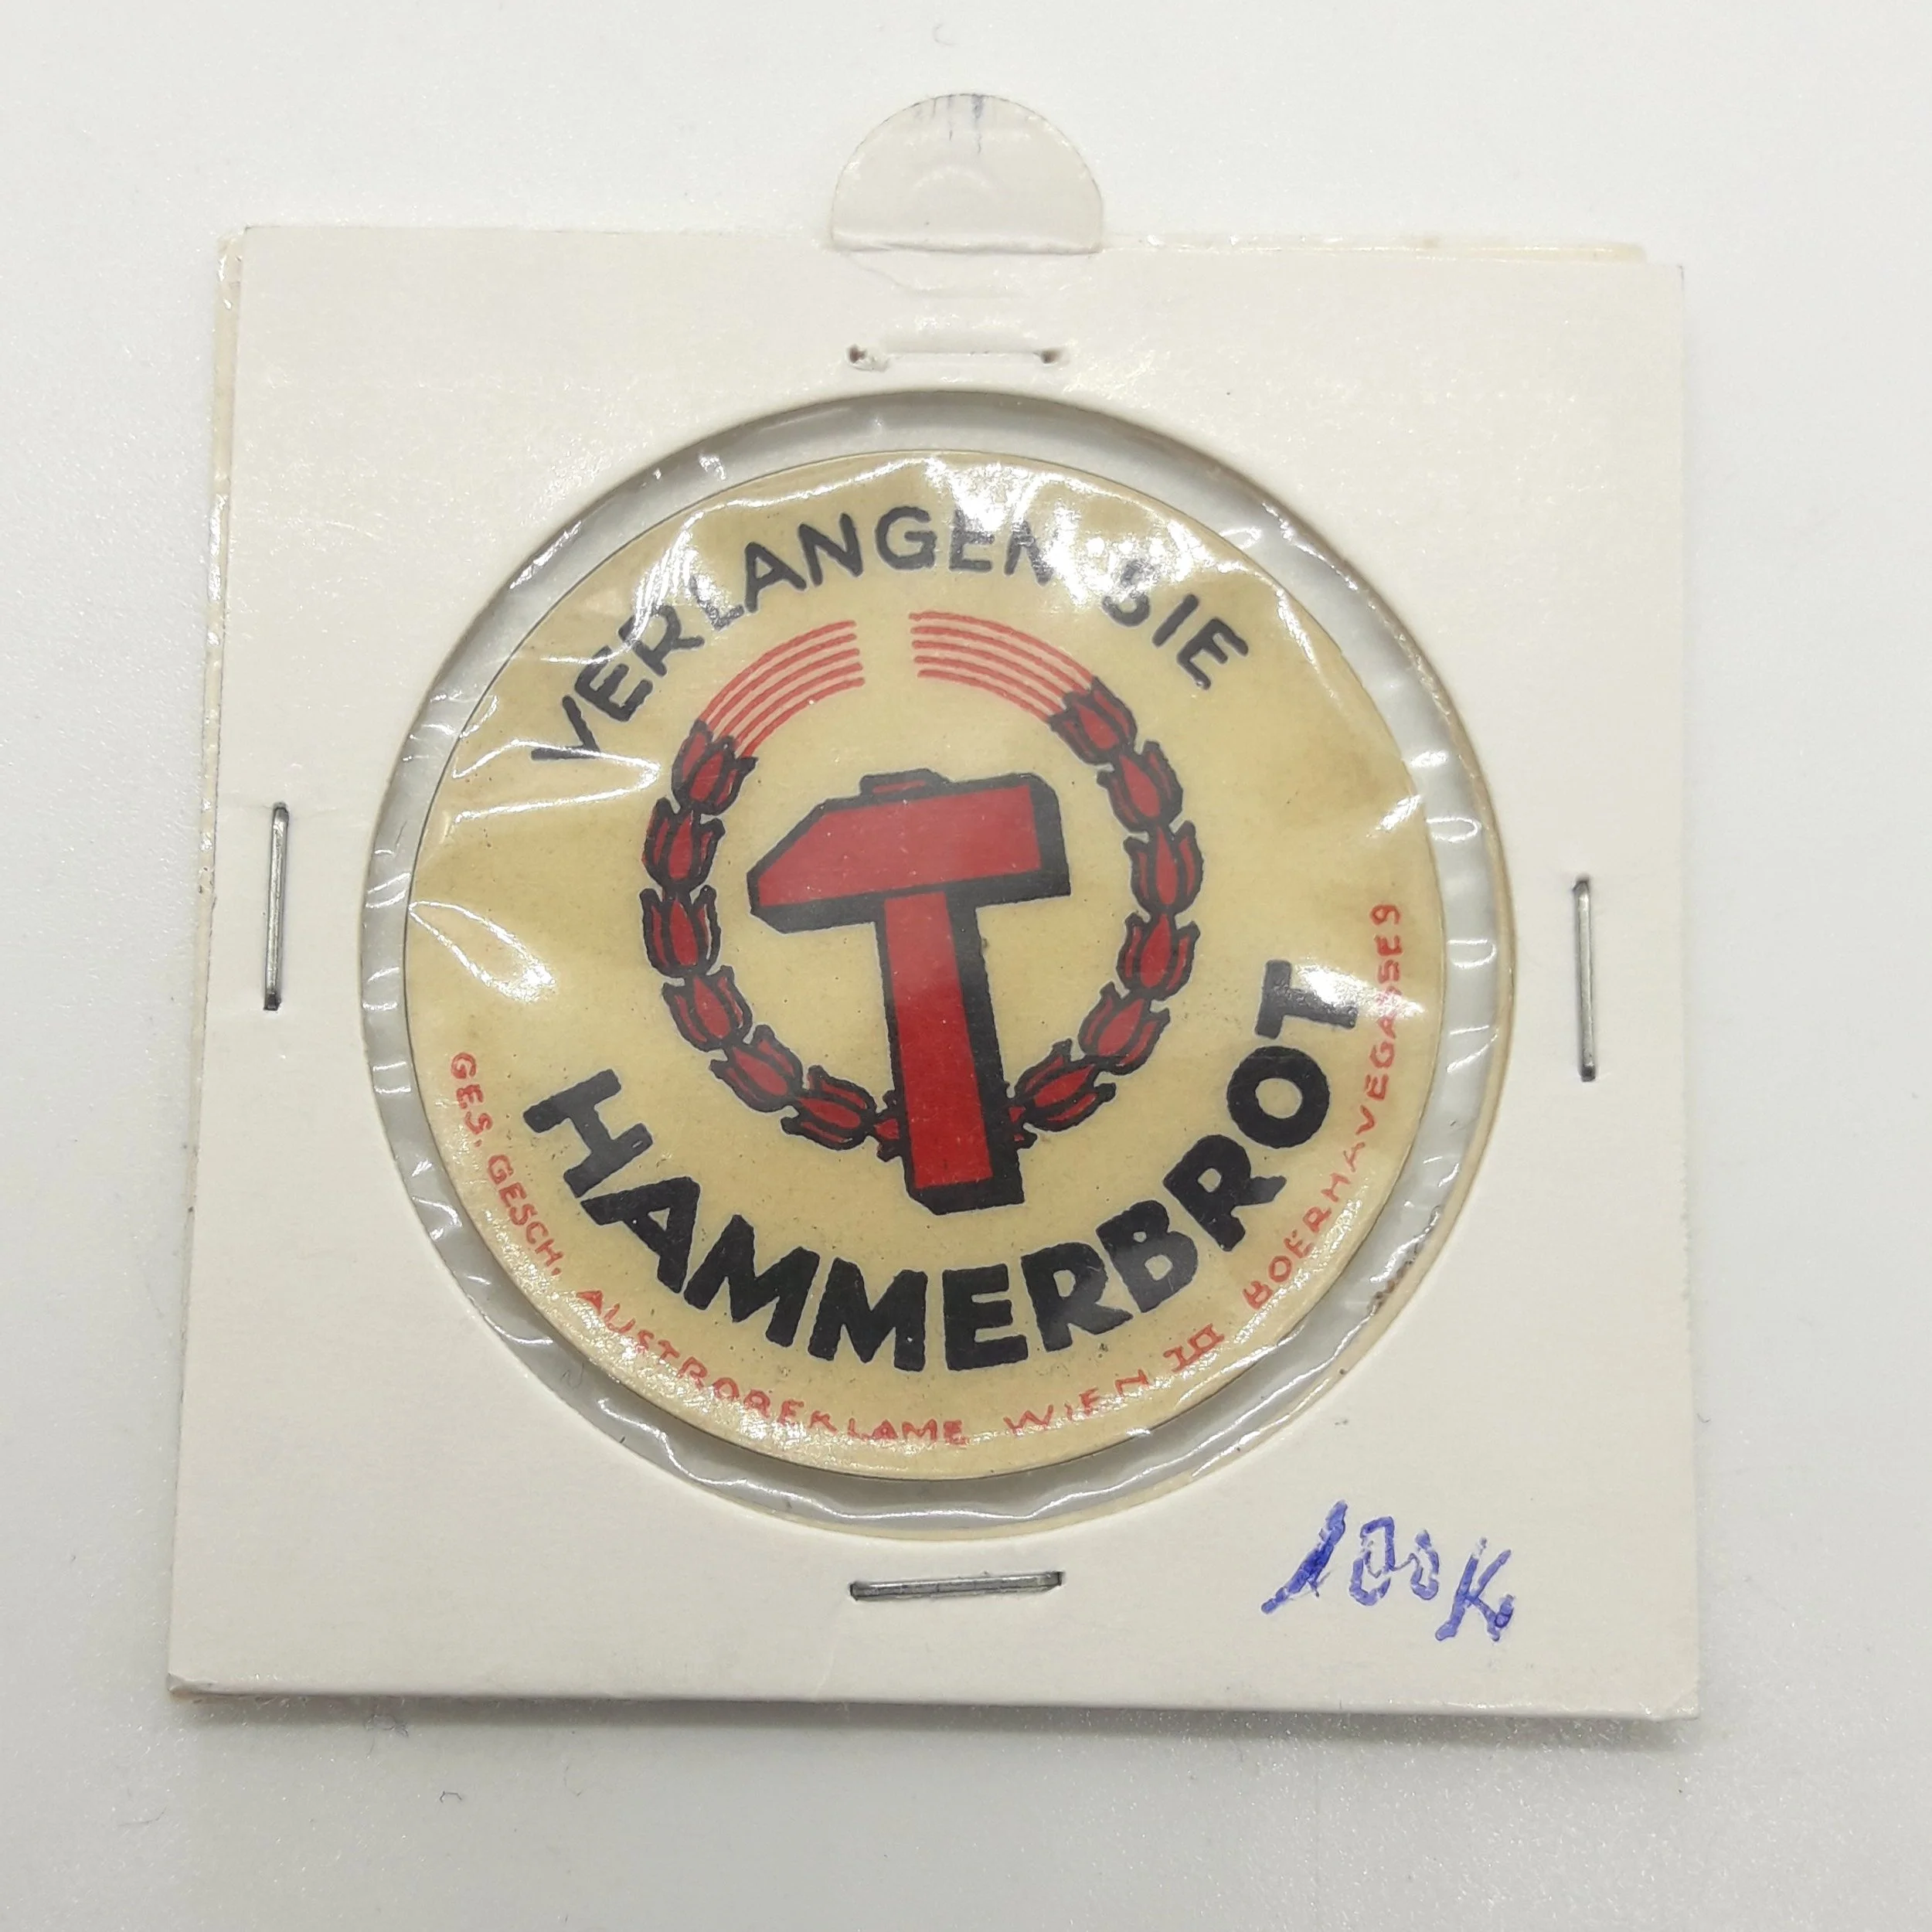 VERLANGEN SIE
HAMMERBROT
GES. GESCH. AUSTROREKLAME WIEN III BOERHAVEGASSE 9
100K